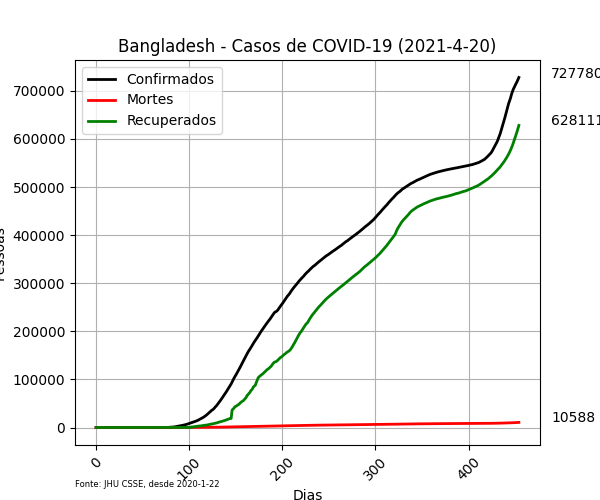 Bangladesh - Casos de COVID-19 (2021-4-20)
Confirmados
Mortes
Recuperados
727780
628111
10588
700000
600000
500000
400000
300000
200000
100000
0
Pessoas
0
100
200
300
400
Dias
Fonte: JHU CSSE, desde 2020-1-22